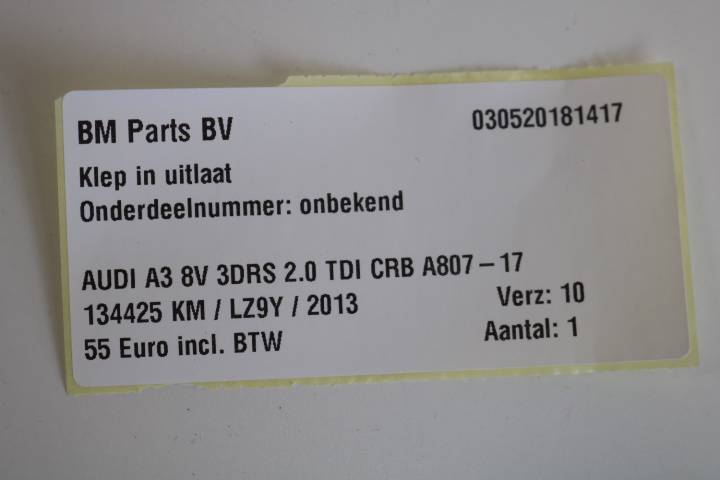 BM Parts BV 030520181417
Klep in uitlaat
Onderdeelnummer: onbekend
AUDI A3 8V 3DRS 2.0 TDI CRB A807-17
134425 KM / LZ9Y / 2013 Verz: 10
55 Euro incl. BTW Aantal: 1